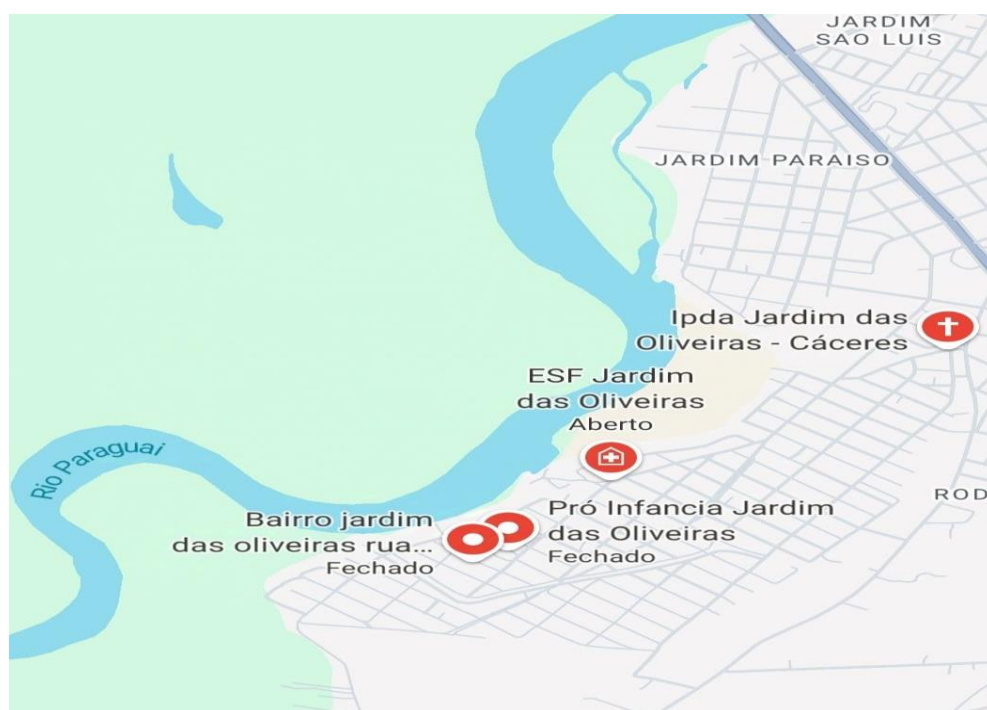 JARDIM
SAO LUIS
JARDIM PARAISO
Ipda Jardim das
Oliveiras - Cáceres
ESF Jardim
das Oliveiras
Aberto
Rio Paraguai
ROD
Pró Infancia Jardim
das Oliveiras
Fechado
Bairro jardim
das oliveiras rua...
Fechado